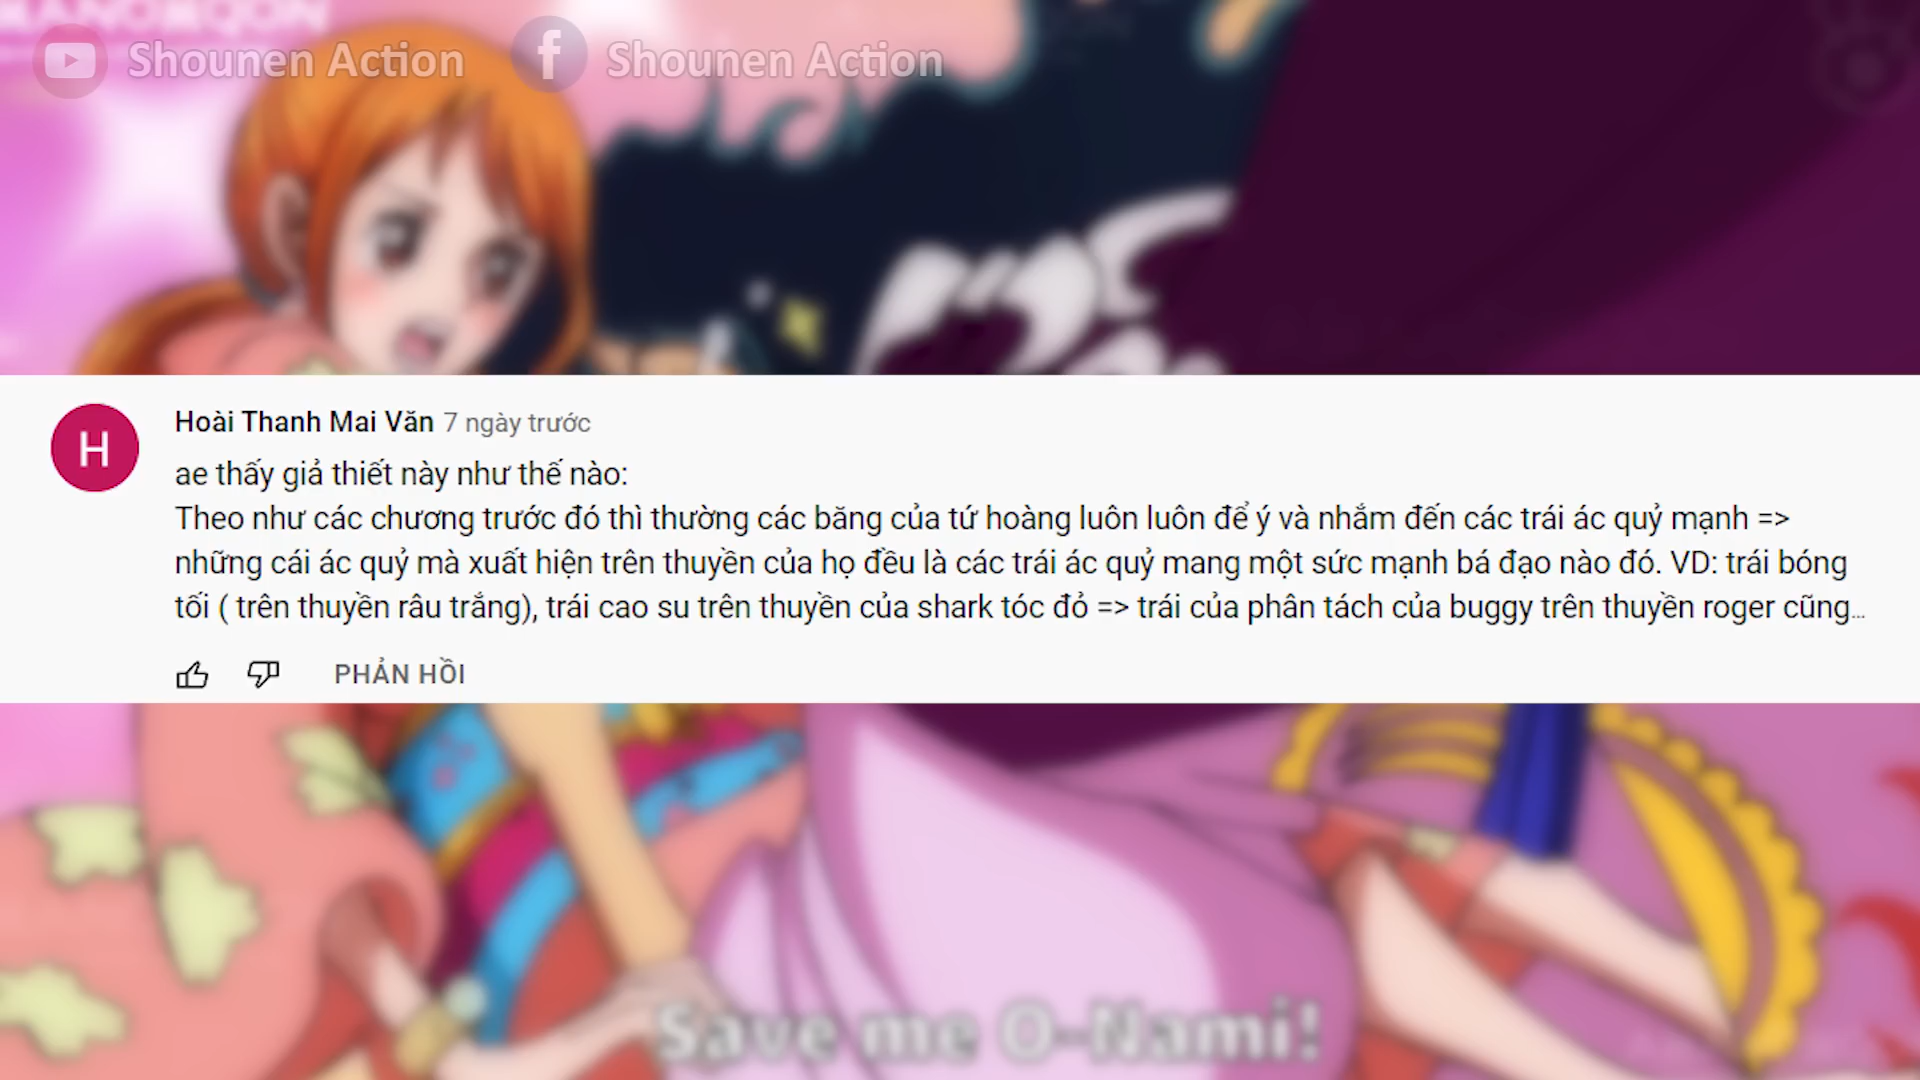 Shounen Action Shounen Action
Hoài Thanh Mai Văn 7 ngày trước
H
ae thấy giả thiết này như thế nào:
Theo như các chương trước đó thì thường các băng của tứ hoàng luôn luôn để ý và nhắm đến các trái ác quỷ mạnh =>
những cái ác quỷ mà xuất hiện trên thuyền của họ đều là các trái ác quỷ mang một sức mạnh bá đạo nào đó. VD: trái bóng
tối ( trên thuyền râu trắng), trái cao su trên thuyền của shark tóc đỏ => trái của phân tách của buggy trên thuyền roger cũng...
PHẢN HỒI
Save me O-Nami!